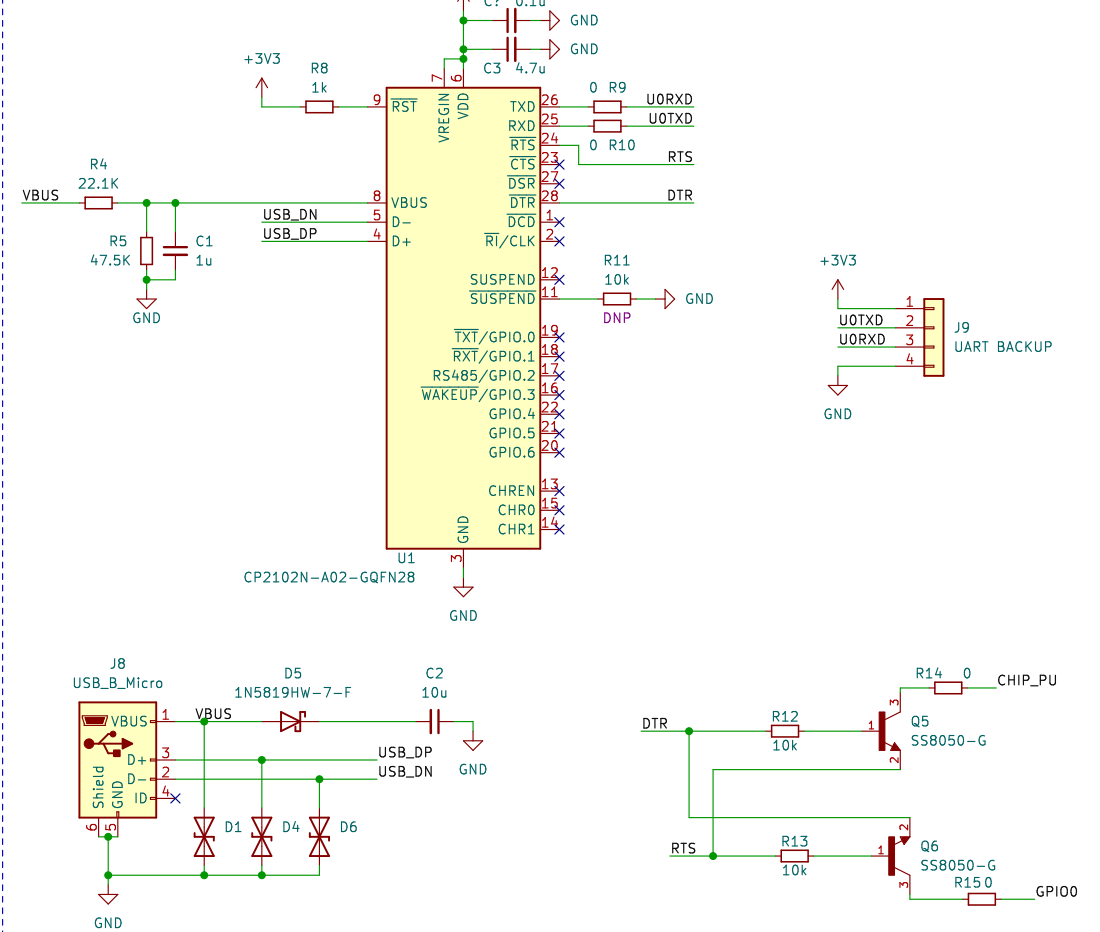 C? 0.1u
GND
GND
C3 4.7u
+3V3
R8
1k
7
6
9
RST
VREGIN
VDD
TXD
26
0 R9
U0RXD
RXD
25
U0TXD
RTS
24
0 R10
CTS
23
RTS
DSR
27
DTR
28
DTR
DCD
1
RI/CLK
2
R4
22.1K
VBUS
8
VBUS
USB_DN
5
D-
USB_DP
4
D+
R5
47.5K
C1
1u
GND
SUSPEND
12
SUSPEND
11
R11
10k
GND
DNP
TXT/GPIO.0
19
RXT/GPIO.1
18
RS485/GPIO.2
17
WAKEUP/GPIO.3
16
GPIO.4
22
GPIO.5
21
GPIO.6
20
CHREN
13
CHR0
15
CHR1
14
GND
3
U1
CP2102N-A02-GQFN28
GND
+3V3
1
U0TXD
2
U0RXD
3
4
J9
UART BACKUP
GND
J8
USB_B_Micro
VBUS
1
D+
3
D-
2
ID
4
Shield
GND
6
5
VBUS
D5
1N5819HW-7-F
C2
10u
GND
USB_DP
USB_DN
D1
D4
D6
GND
R14 0
CHIP_PU
3
DTR
R12
10k
1
Q5
SS8050-G
2
2
RTS
R13
10k
1
Q6
SS8050-G
3
R15 0
GPIO0